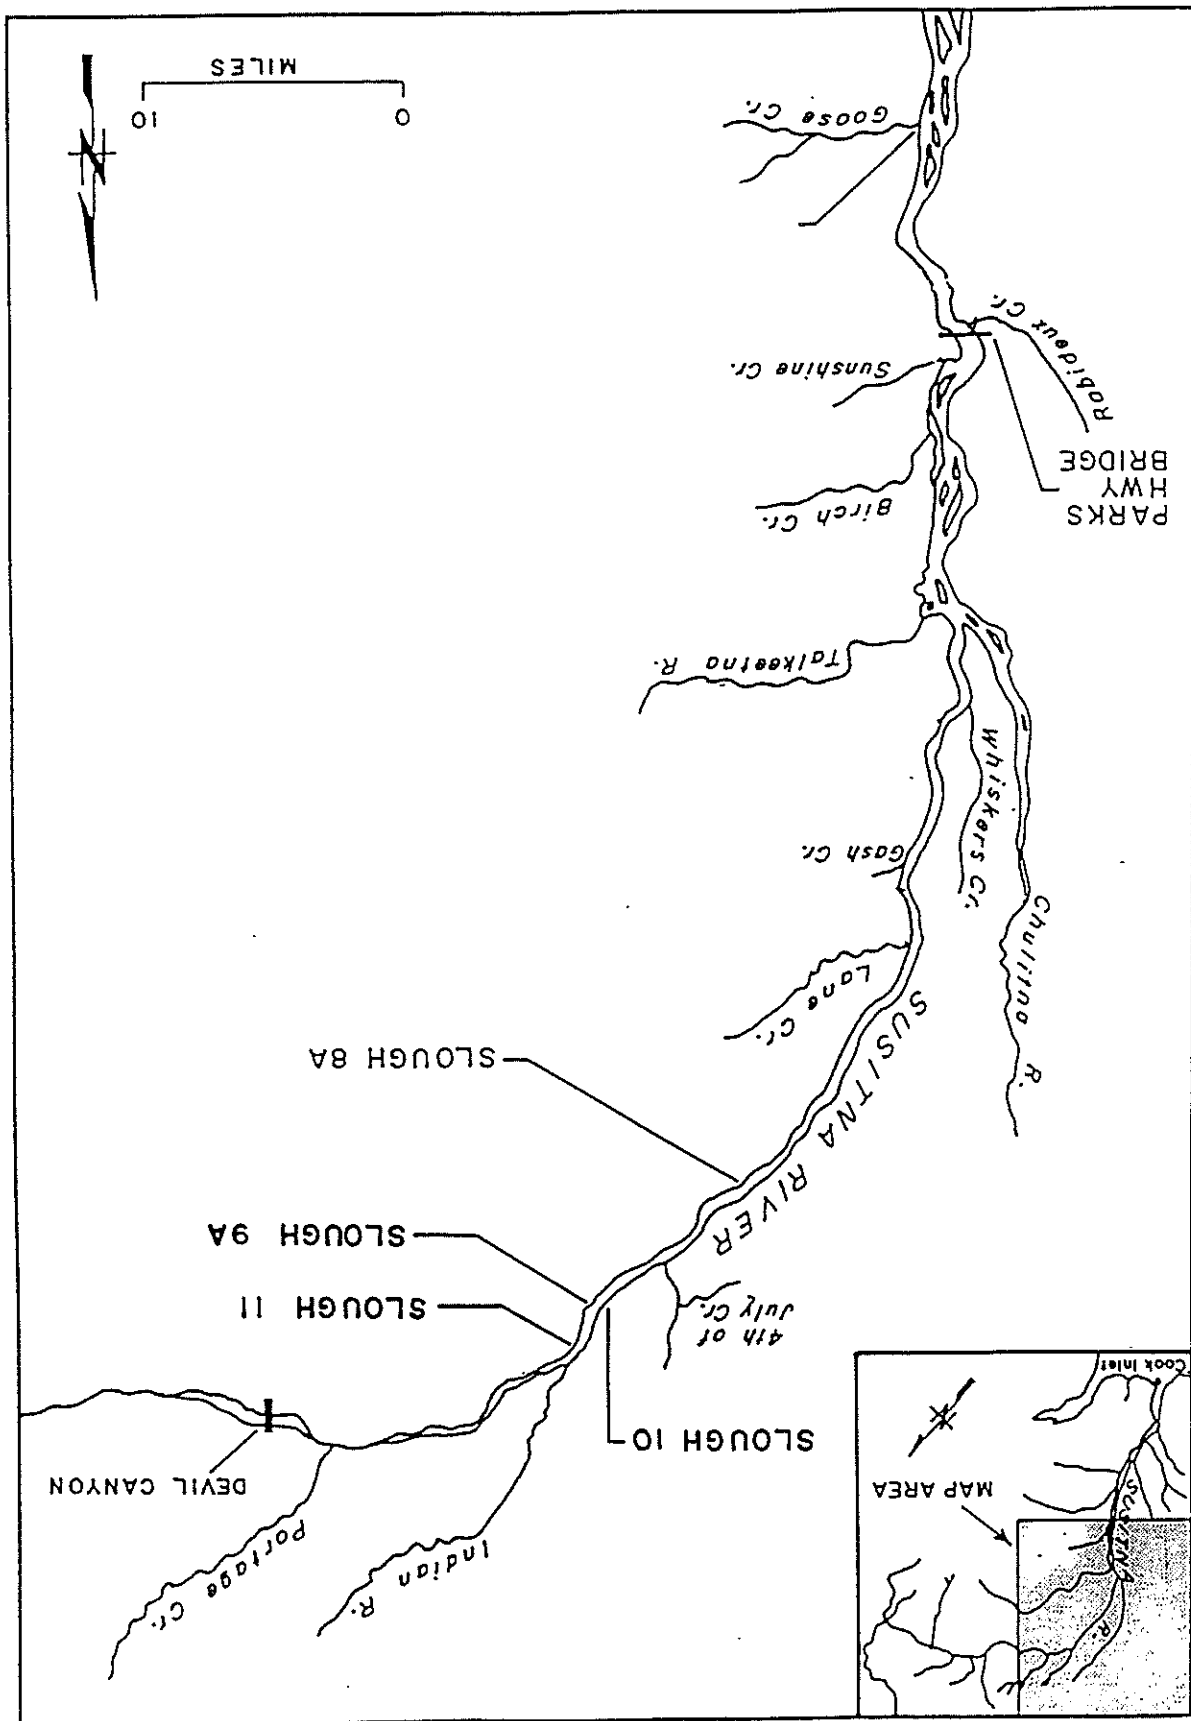 Cook Inlet
MAP AREA
SUSITNA
R.
Portage Cr.
Indian
R.
DEVIL CANYON
SLOUGH 10
4th of
July Cr.
SLOUGH 11
SLOUGH 9A
SLOUGH 8A
SUSITNA RIVER
Lane Cr.
Chulitna R.
Whiskers Cr.
Gash Cr.
Talkeetna R.
PARKS
HWY
BRIDGE
Birch Cr.
Rabideux Cr.
Sunshine Cr.
Goose Cr.
N
0
10
MILES